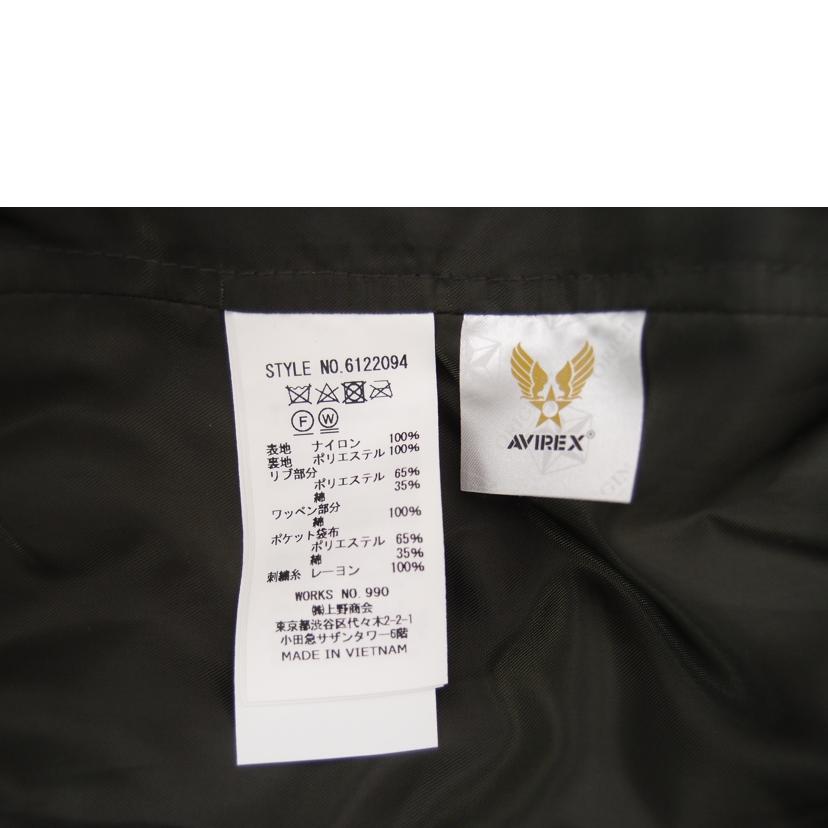 STYLE NO.6122094
F W
表地 ナイロン 100%
裏地 ポリエステル 100%
リブ部分
ポリエステル 65%
綿 35%
ワッペン部分
綿 100%
ポケット袋布
ポリエステル 65%
綿 35%
刺繍糸 レーヨン 100%
WORKS NO.990
㈱上野商会
東京都渋谷区代々木2-2-1
小田急サザンタワー6階
MADE IN VIETNAM
AVIREX®